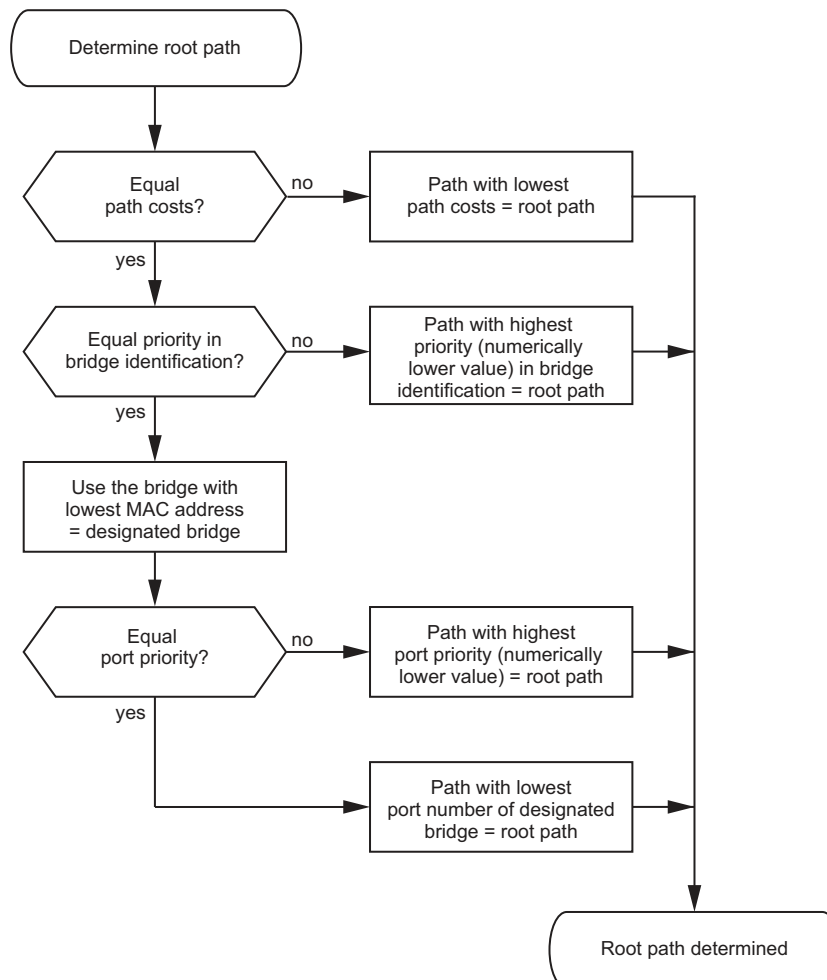 Determine root path
Equal
path costs?
no
Path with lowest
path costs = root path
yes
Equal priority in
bridge identification?
no
Path with highest
priority (numerically
lower value) in bridge
identification = root path
yes
Use the bridge with
lowest MAC address
= designated bridge
Equal
port priority?
no
Path with highest
port priority (numerically
lower value) = root path
yes
Path with lowest
port number of designated
bridge = root path
Root path determined